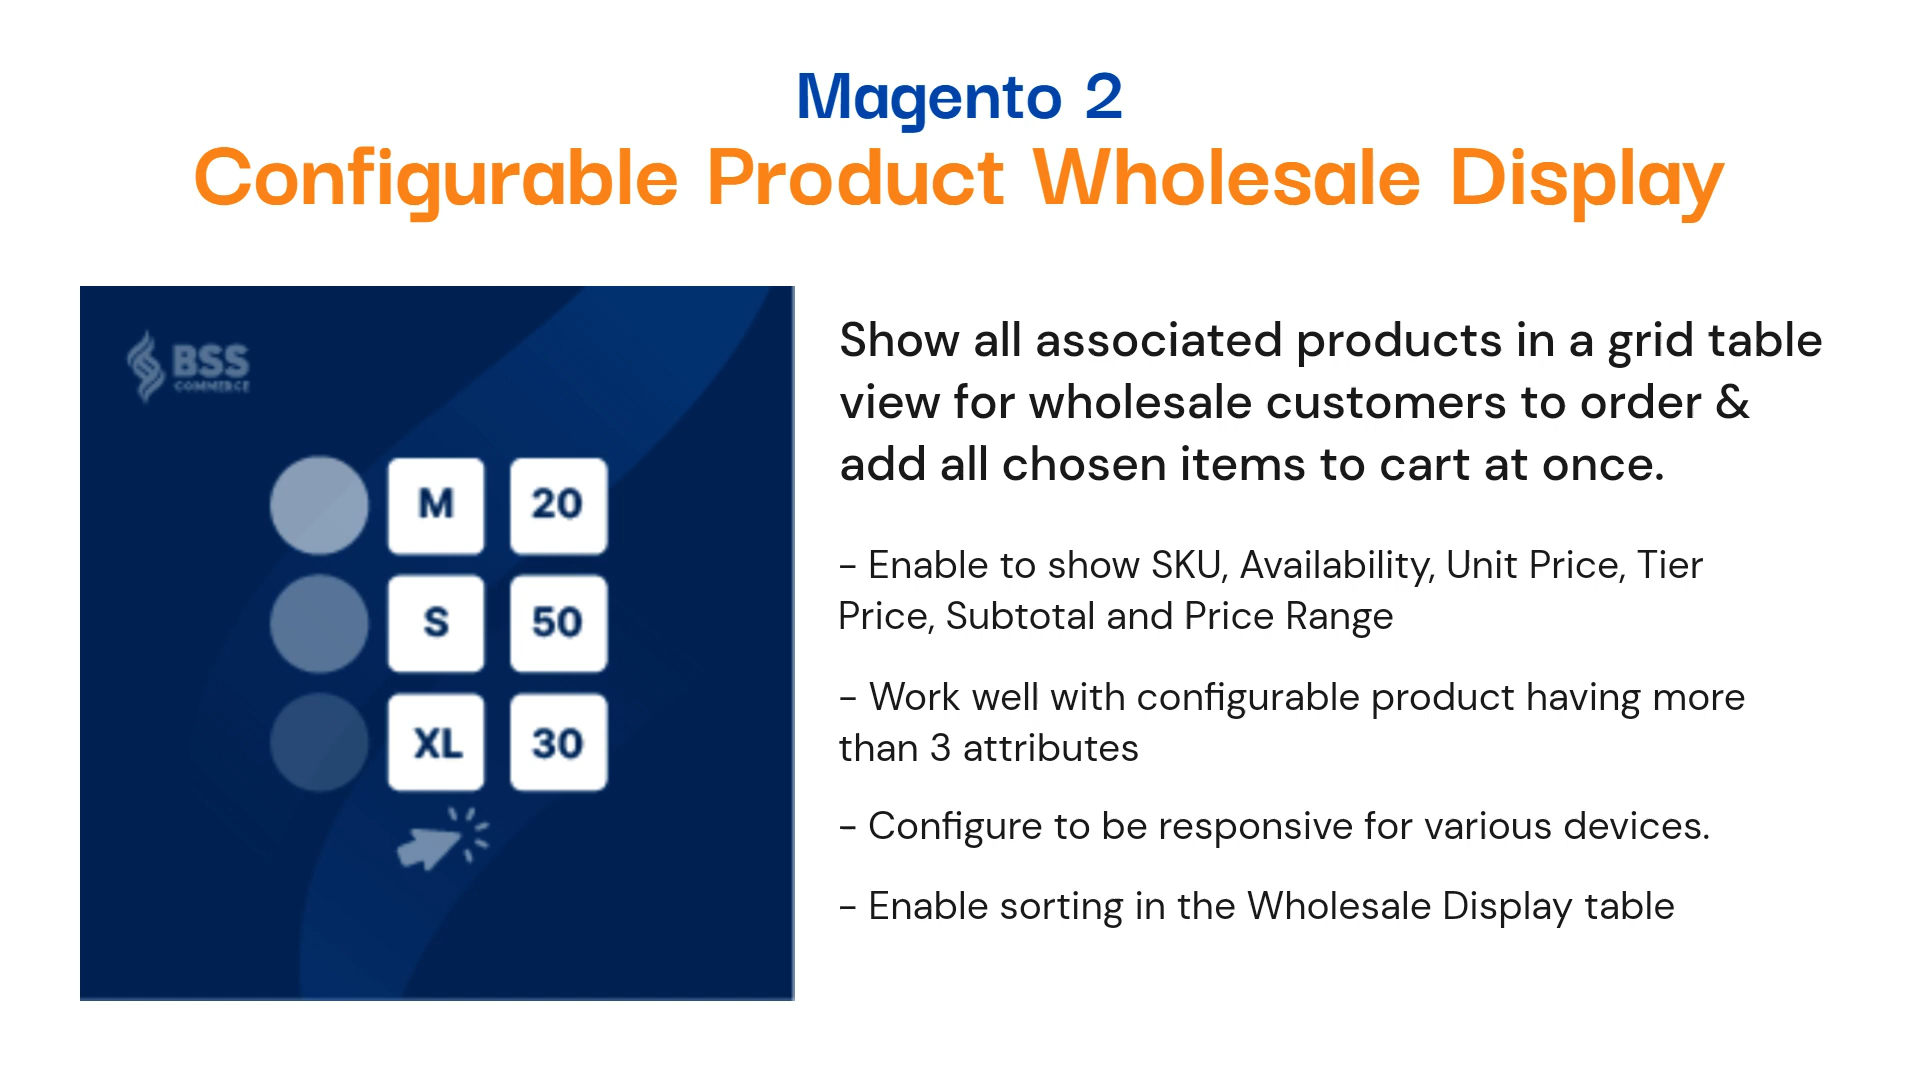 Magento 2
Configurable Product Wholesale Display
BSS
COMMERCE
M 20
S 50
XL 30
Show all associated products in a grid table
view for wholesale customers to order &
add all chosen items to cart at once.
- Enable to show SKU, Availability, Unit Price, Tier
Price, Subtotal and Price Range
- Work well with configurable product having more
than 3 attributes
- Configure to be responsive for various devices.
- Enable sorting in the Wholesale Display table